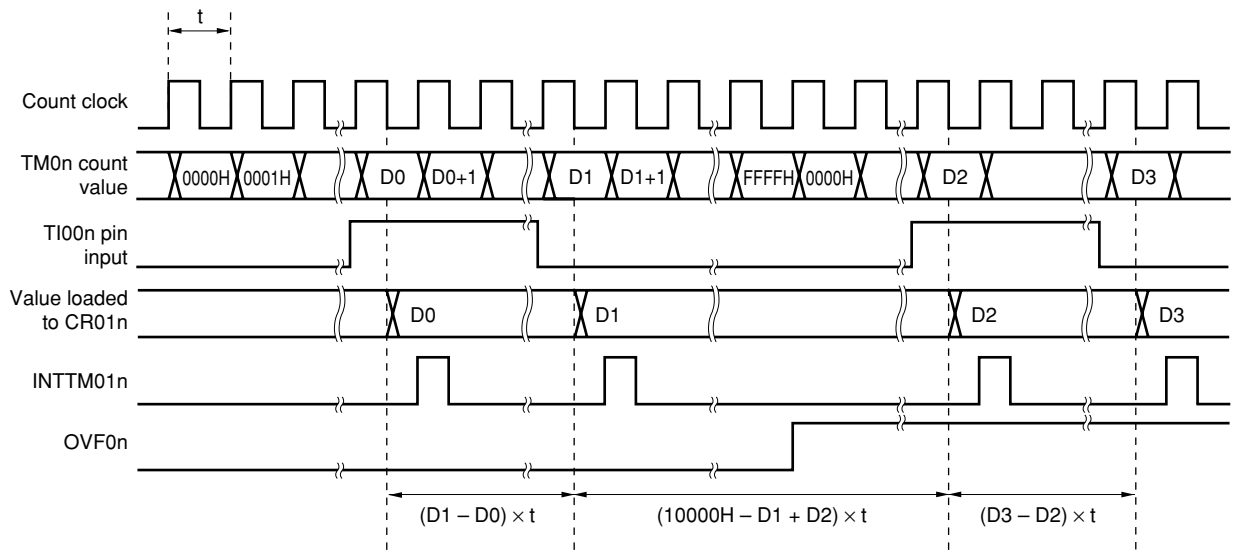 t
Count clock
TM0n count
value
0000H 0001H D0 D0+1 D1 D1+1 FFFFH 0000H D2 D3
TI00n pin
input
Value loaded
to CR01n
D0 D1 D2 D3
INTTM01n
OVF0n
(D1 – D0) × t (10000H – D1 + D2) × t (D3 – D2) × t